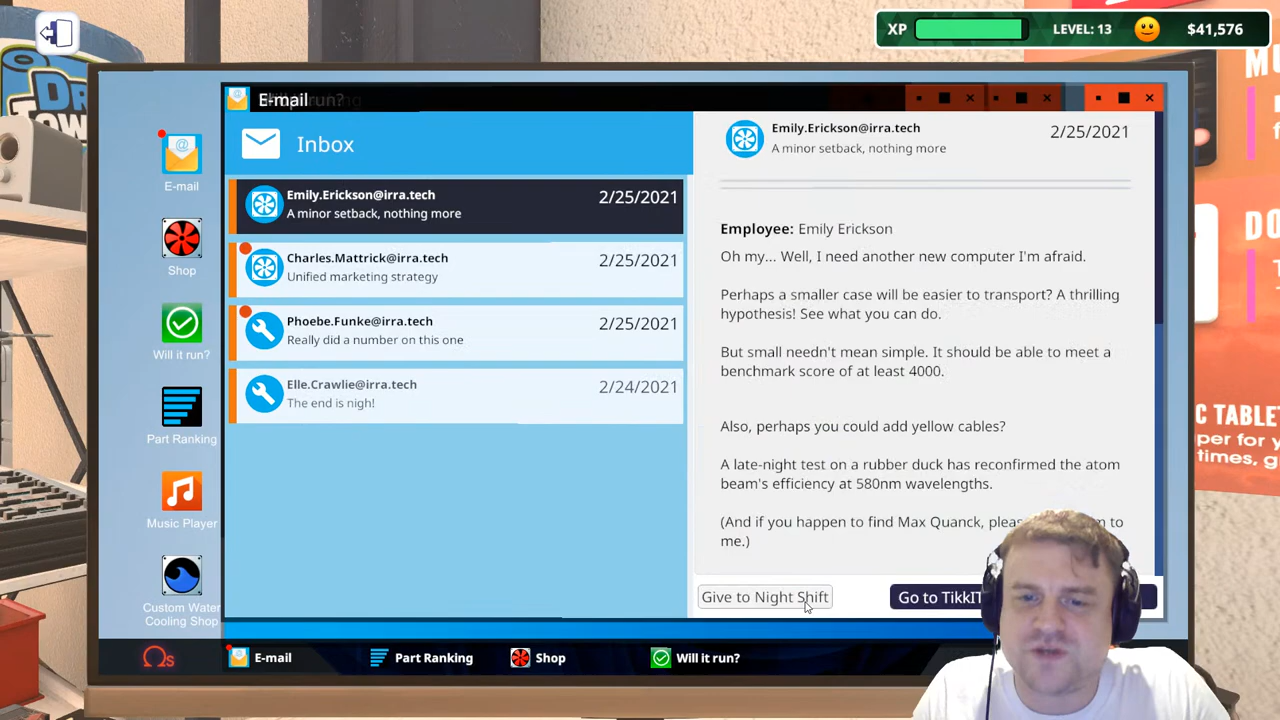 XP
LEVEL: 13
$41,576
E-mail
Inbox
Emily.Erickson@irra.tech
A minor setback, nothing more
2/25/2021
Charles.Mattrick@irra.tech
Unified marketing strategy
2/25/2021
Phoebe.Funke@irra.tech
Really did a number on this one
2/25/2021
Elle.Crawlie@irra.tech
The end is nigh!
2/24/2021
Emily.Erickson@irra.tech
A minor setback, nothing more
2/25/2021
Employee: Emily Erickson
Oh my... Well, I need another new computer I'm afraid.
Perhaps a smaller case will be easier to transport? A thrilling
hypothesis! See what you can do.
But small needn't mean simple. It should be able to meet a
benchmark score of at least 4000.
Also, perhaps you could add yellow cables?
A late-night test on a rubber duck has reconfirmed the atom
beam's efficiency at 580nm wavelengths.
(And if you happen to find Max Quanck, to
me.)
Give to Night Shift
Go to TikkIT
E-mail
Shop
Will it run?
Part Ranking
Music Player
Custom Water
Cooling Shop
Ωs
E-mail
Part Ranking
Shop
Will it run?
C TABLET